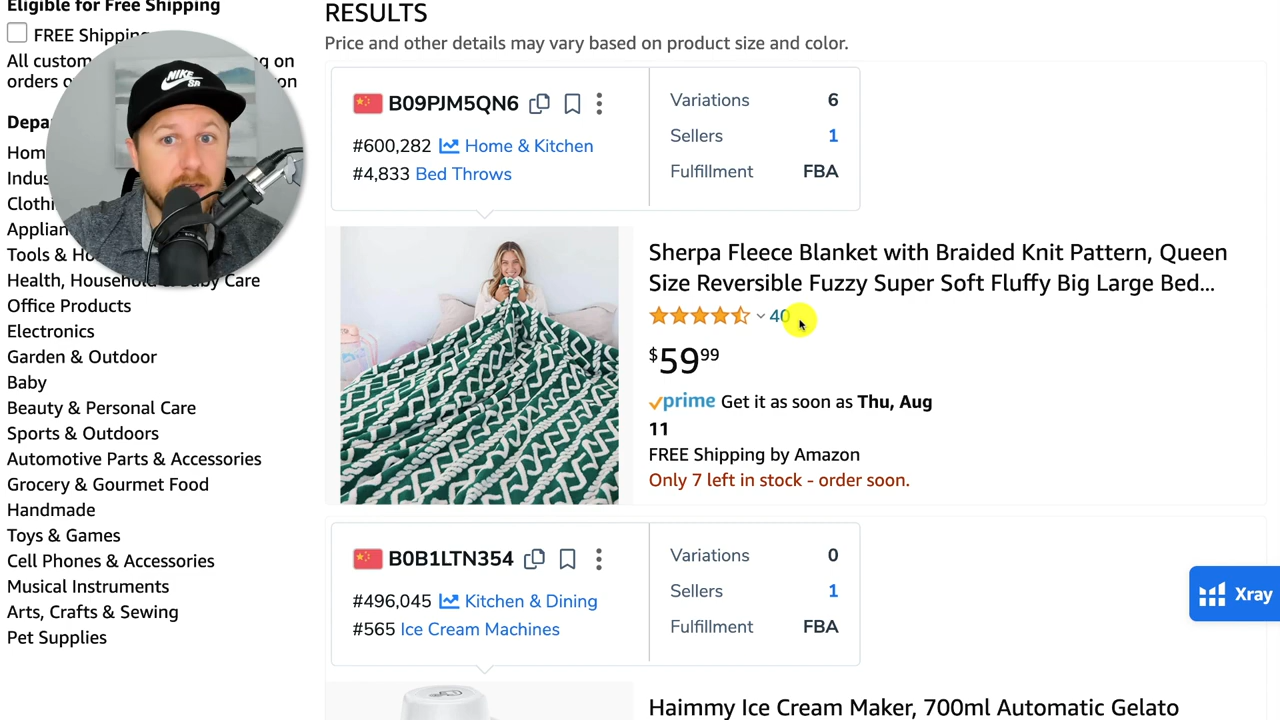 Eligible for Free Shipping
FREE Shipping
All custom
g on
orders o
on
Depa
Hom
Indus
Clothi
Applian
Tools & Ho
Health, Household & Baby Care
Office Products
Electronics
Garden & Outdoor
Baby
Beauty & Personal Care
Sports & Outdoors
Automotive Parts & Accessories
Grocery & Gourmet Food
Handmade
Toys & Games
Cell Phones & Accessories
Musical Instruments
Arts, Crafts & Sewing
Pet Supplies
NIKE
SB
RESULTS
Price and other details may vary based on product size and color.
B09PJM5QN6
#600,282 Home & Kitchen
#4,833 Bed Throws
Variations 6
Sellers 1
Fulfillment FBA
Sherpa Fleece Blanket with Braided Knit Pattern, Queen
Size Reversible Fuzzy Super Soft Fluffy Big Large Bed...
40
$59 99
prime Get it as soon as Thu, Aug
11
FREE Shipping by Amazon
Only 7 left in stock - order soon.
B0B1LTN354
#496,045 Kitchen & Dining
#565 Ice Cream Machines
Variations 0
Sellers 1
Fulfillment FBA
Xray
Haimmy Ice Cream Maker, 700ml Automatic Gelato